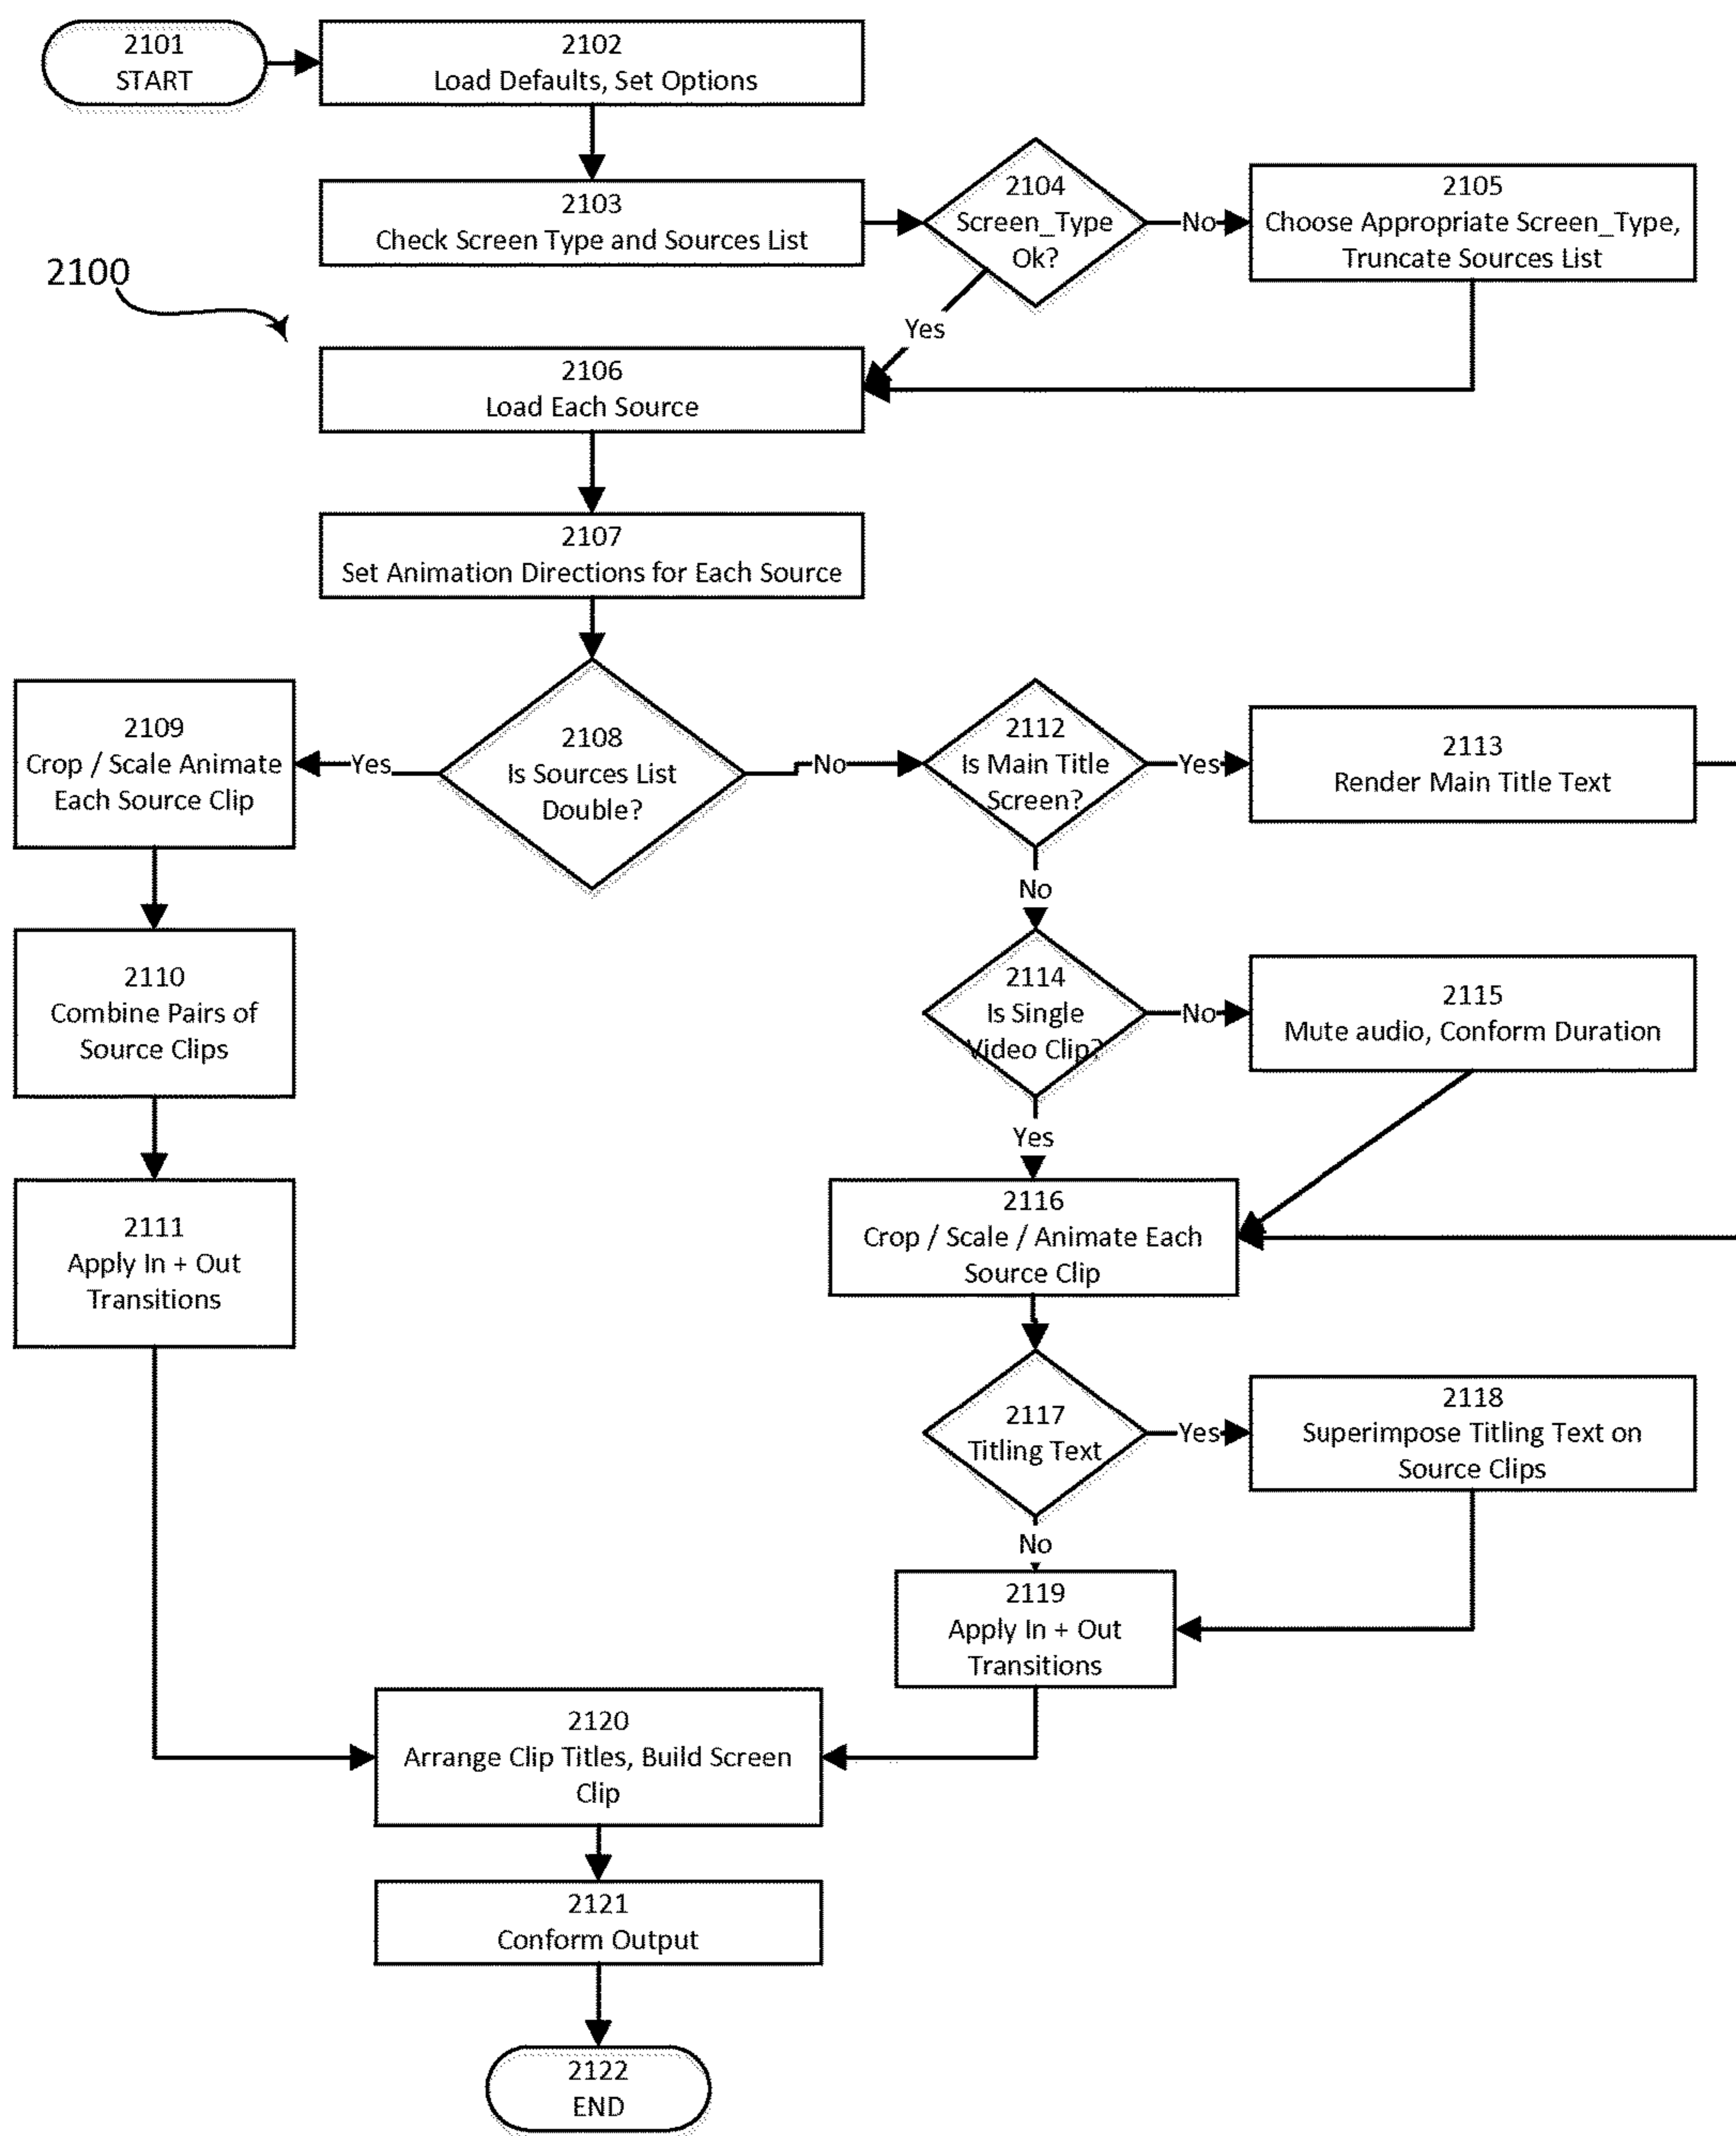 2101
START
2102
Load Defaults, Set Options
2103
Check Screen Type and Sources List
2104
Screen_Type
Ok?
No
2105
Choose Appropriate Screen_Type,
Truncate Sources List
2100
Yes
2106
Load Each Source
2107
Set Animation Directions for Each Source
2108
Is Sources List
Double?
Yes
2109
Crop / Scale Animate
Each Source Clip
2110
Combine Pairs of
Source Clips
2111
Apply In + Out
Transitions
No
2112
Is Main Title
Screen?
Yes
2113
Render Main Title Text
No
2114
Is Single
Video Clip?
No
2115
Mute audio, Conform Duration
Yes
2116
Crop / Scale / Animate Each
Source Clip
2117
Titling Text
Yes
2118
Superimpose Titling Text on
Source Clips
No
2119
Apply In + Out
Transitions
2120
Arrange Clip Titles, Build Screen
Clip
2121
Conform Output
2122
END